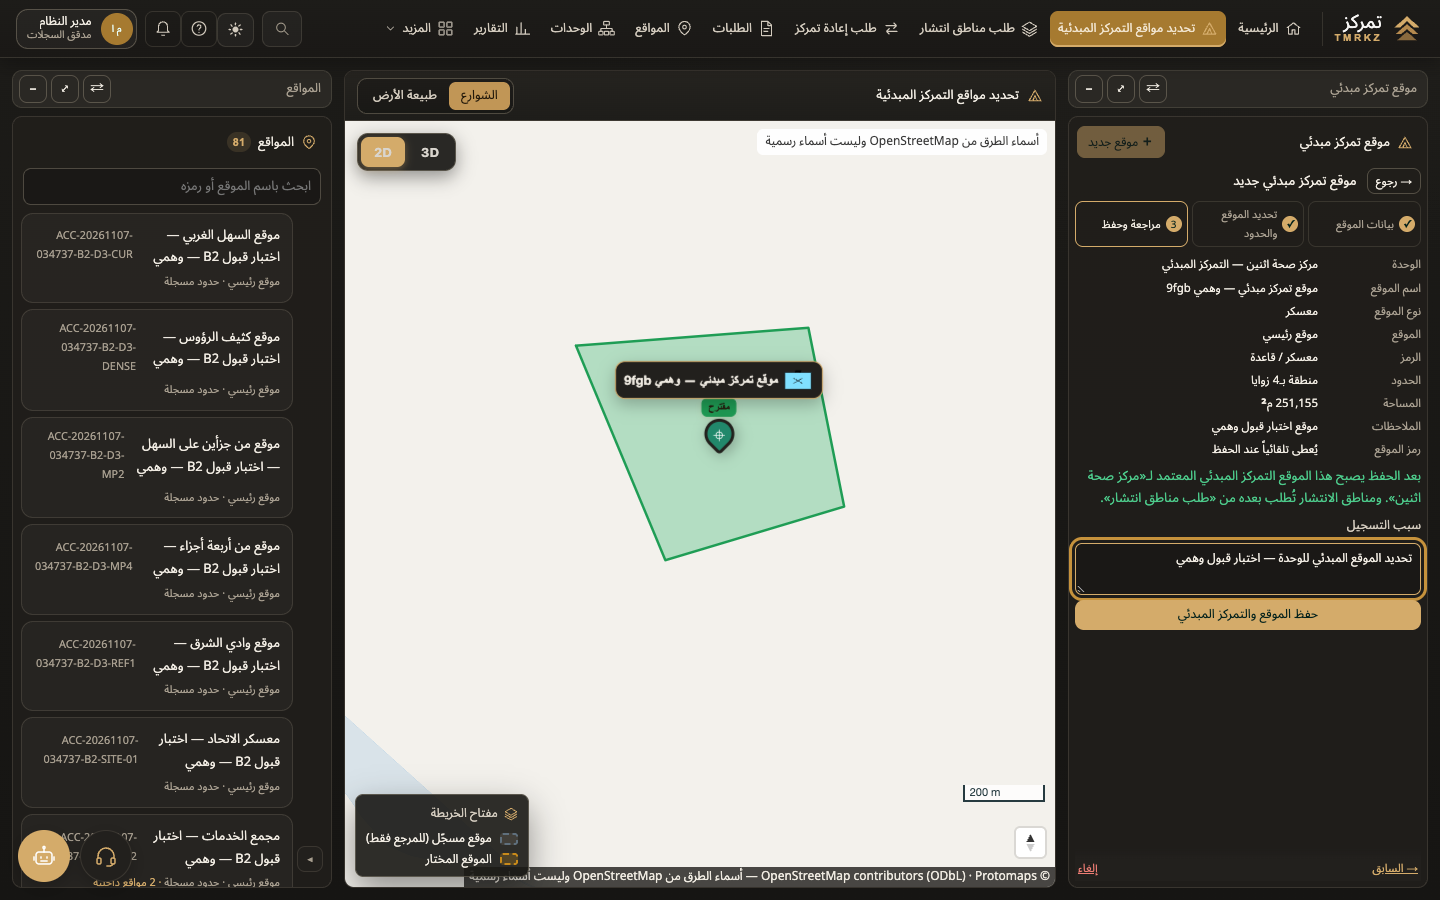 تمركز
TMRKZ
الرئيسية
تحديد مواقع التمركز المبدئية
طلب مناطق انتشار
طلب إعادة تمركز
الطلبات
المواقع
الوحدات
التقارير
المزيد
م ا
مدير النظام
مدقق السجلات
موقع تمركز مبدئي
موقع تمركز مبدئي
+ موقع جديد
→ رجوع
موقع تمركز مبدئي جديد
✓ بيانات الموقع
✓ تحديد الموقع والحدود
3 مراجعة وحفظ
الوحدة مركز صحة اثنين — التمركز المبدئي
اسم الموقع موقع تمركز مبدئي — وهمي 9fgb
نوع الموقع معسكر
الموقع موقع رئيسي
الرمز معسكر / قاعدة
الحدود منطقة بـ4 زوايا
المساحة 251,155 م²
الملاحظات موقع اختبار قبول وهمي
رمز الموقع يُعطى تلقائياً عند الحفظ
بعد الحفظ يصبح هذا الموقع التمركز المبدئي المعتمد لـ«مركز صحة
اثنين». ومناطق الانتشار تُطلب بعده من «طلب مناطق انتشار».
سبب التسجيل
تحديد الموقع المبدئي للوحدة — اختبار قبول وهمي
حفظ الموقع والتمركز المبدئي
→ السابق
إلغاء
تحديد مواقع التمركز المبدئية
الشوارع
طبيعة الأرض
أسماء الطرق من OpenStreetMap وليست أسماء رسمية
2D
3D
موقع تمركز مبدئي — وهمي 9fgb
مقترح
200 m
مفتاح الخريطة
موقع مسجّل (للمرجع فقط)
الموقع المختار
© OpenStreetMap contributors (ODbL) · Protomaps — أسماء الطرق من OpenStreetMap وليست أسماء رسمية
المواقع
المواقع
81
ابحث باسم الموقع أو رمزه
موقع السهل الغربي —
اختبار قبول B2 — وهمي
ACC-20261107-
034737-B2-D3-CUR
موقع رئيسي · حدود مسجلة
موقع كثيف الرؤوس —
اختبار قبول B2 — وهمي
ACC-20261107-
034737-B2-D3-
DENSE
موقع رئيسي · حدود مسجلة
موقع من جزأين على السهل
— اختبار قبول B2 — وهمي
ACC-20261107-
034737-B2-D3-
MP2
موقع رئيسي · حدود مسجلة
موقع من أربعة أجزاء —
اختبار قبول B2 — وهمي
ACC-20261107-
034737-B2-D3-MP4
موقع رئيسي · حدود مسجلة
موقع وادي الشرق —
اختبار قبول B2 — وهمي
ACC-20261107-
034737-B2-D3-REF1
موقع رئيسي · حدود مسجلة
معسكر الاتحاد — اختبار
قبول B2 — وهمي
ACC-20261107-
034737-B2-SITE-01
موقع رئيسي · حدود مسجلة
مجمع الخدمات — اختبار
قبول B2 — وهمي
موقع رئيسي · حدود مسجلة · 2 مواقع داخلية